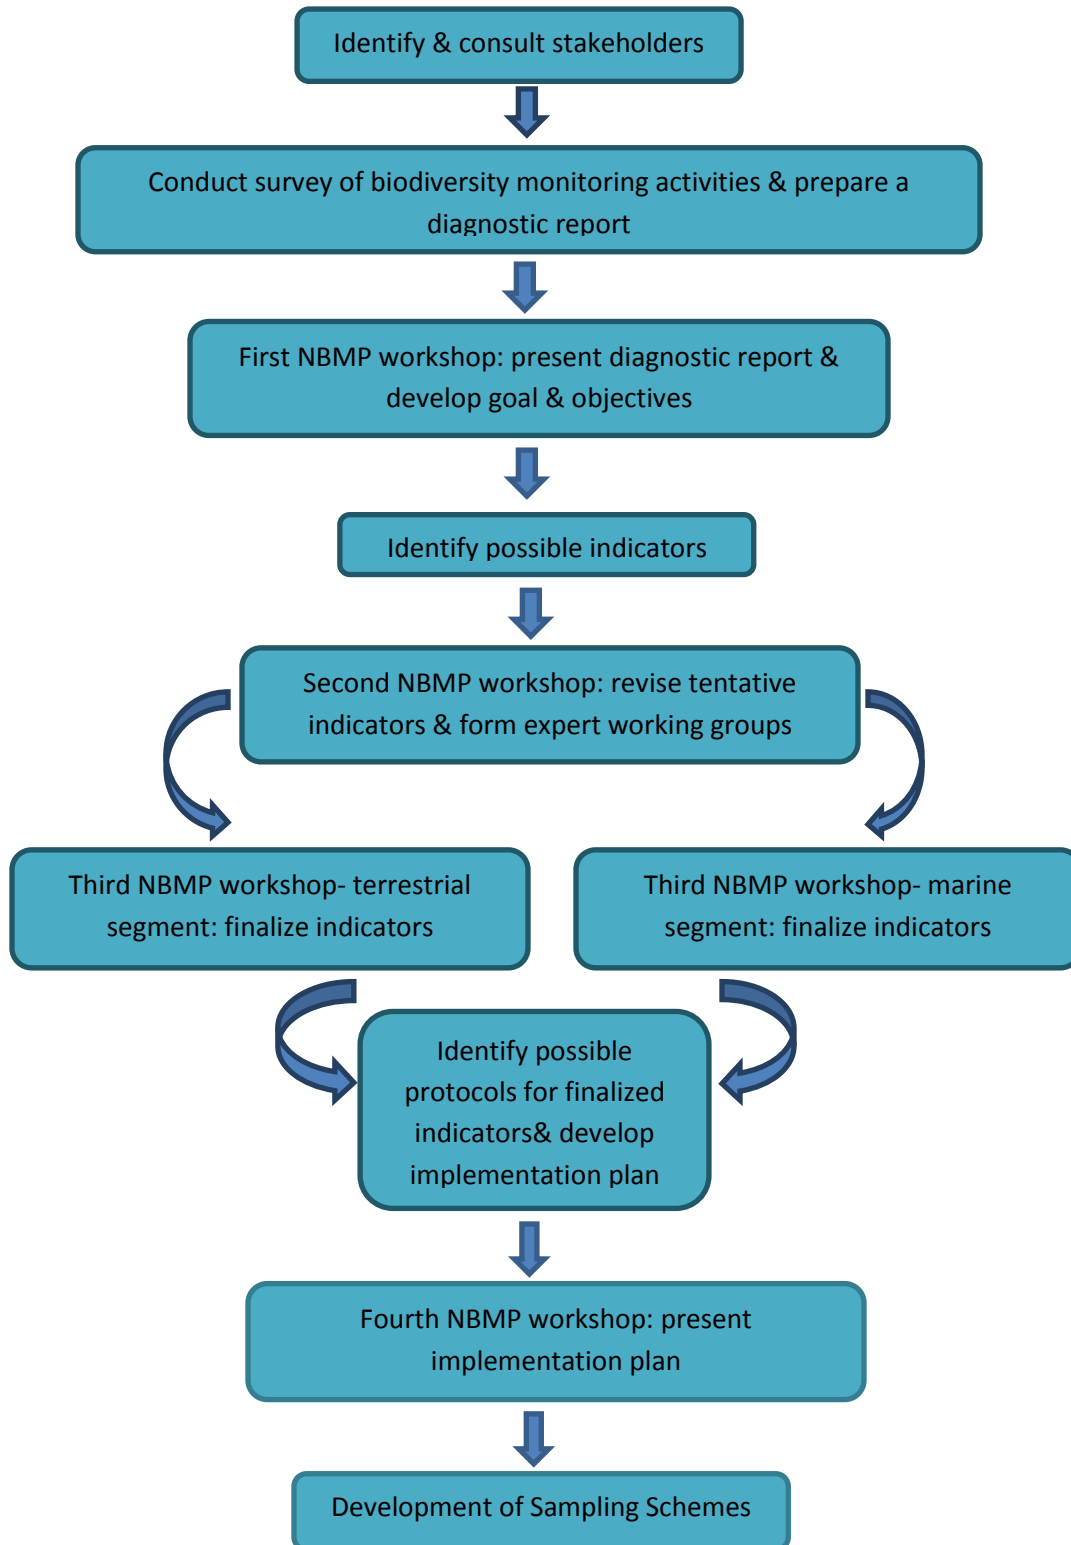 Identify & consult stakeholders
Conduct survey of biodiversity monitoring activities & prepare a
diagnostic report
First NBMP workshop: present diagnostic report &
develop goal & objectives
Identify possible indicators
Second NBMP workshop: revise tentative
indicators & form expert working groups
Third NBMP workshop- terrestrial
segment: finalize indicators
Third NBMP workshop- marine
segment: finalize indicators
Identify possible
protocols for finalized
indicators& develop
implementation plan
Fourth NBMP workshop: present
implementation plan
Development of Sampling Schemes